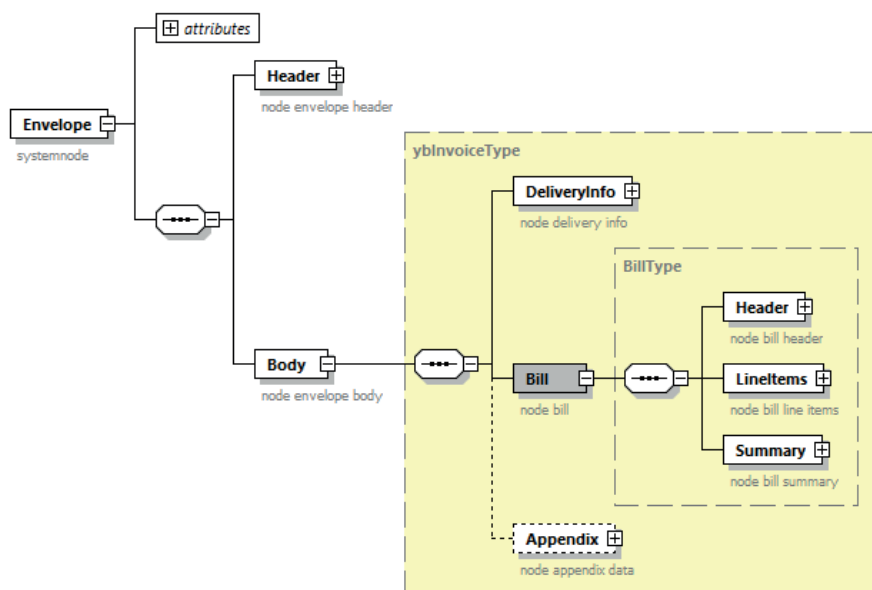 attributes
Header
node envelope header
Envelope
systemnode
ybInvoiceType
DeliveryInfo
node delivery info
BillType
Header
node bill header
Body
node envelope body
Bill
node bill
LineItems
node bill line items
Summary
node bill summary
Appendix
node appendix data